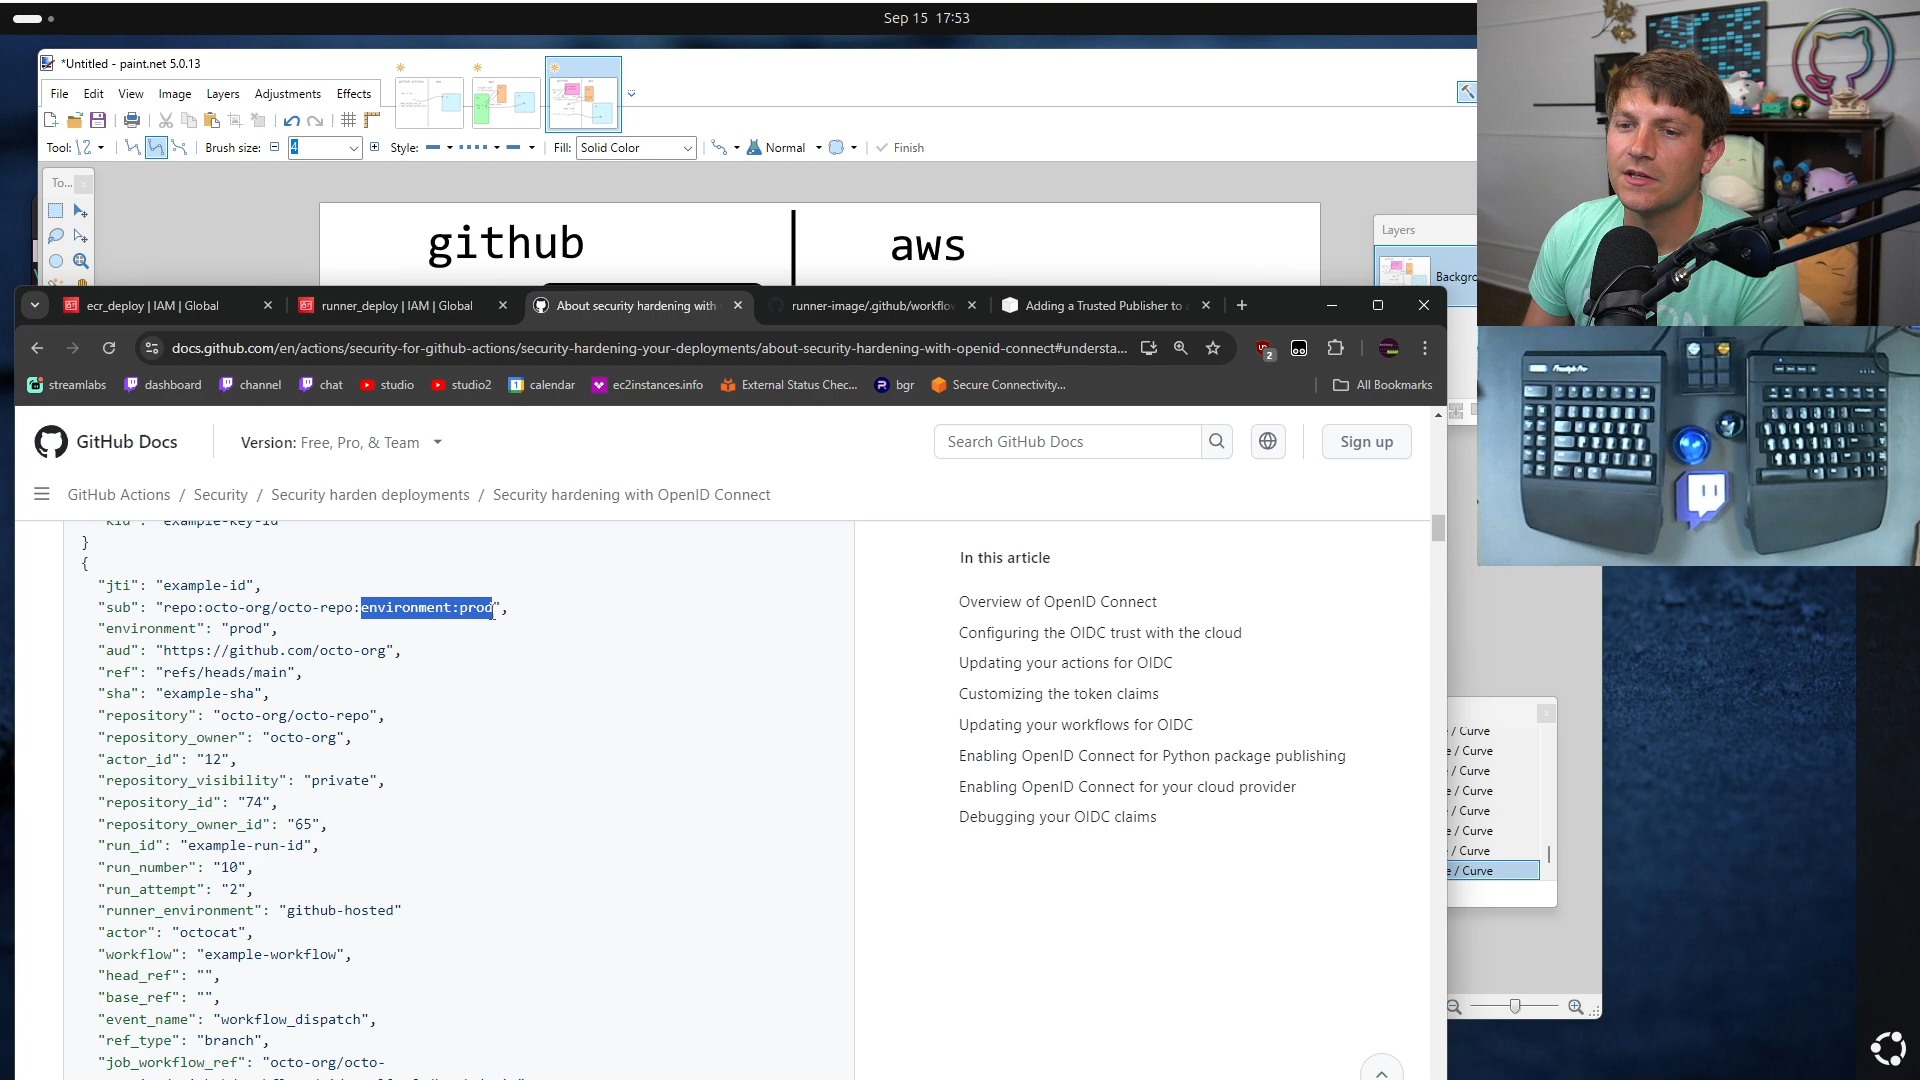 Sep 15 17:53
*Untitled - paint.net 5.0.13
File Edit View Image Layers Adjustments Effects
Tool: Brush size: 4 Style: Fill: Solid Color Normal Finish
To...
github aws
Layers
Backgro
ecr_deploy | IAM | Global
runner_deploy | IAM | Global
About security hardening with
runner-image/.github/workflo
Adding a Trusted Publisher to
docs.github.com/en/actions/security-for-github-actions/security-hardening-your-deployments/about-security-hardening-with-openid-connect#understa...
2
streamlabs dashboard channel chat studio studio2 calendar ec2instances.info External Status Chec... bgr Secure Connectivity... All Bookmarks
GitHub Docs
Version: Free, Pro, & Team
Search GitHub Docs
Sign up
GitHub Actions / Security / Security harden deployments / Security hardening with OpenID Connect
"kid": "example-key-id"
}
{
"jti": "example-id",
"sub": "repo:octo-org/octo-repo:environment:prod",
"environment": "prod",
"aud": "https://github.com/octo-org",
"ref": "refs/heads/main",
"sha": "example-sha",
"repository": "octo-org/octo-repo",
"repository_owner": "octo-org",
"actor_id": "12",
"repository_visibility": "private",
"repository_id": "74",
"repository_owner_id": "65",
"run_id": "example-run-id",
"run_number": "10",
"run_attempt": "2",
"runner_environment": "github-hosted"
"actor": "octocat",
"workflow": "example-workflow",
"head_ref": "",
"base_ref": "",
"event_name": "workflow_dispatch",
"ref_type": "branch",
"job_workflow_ref": "octo-org/octo-
In this article
Overview of OpenID Connect
Configuring the OIDC trust with the cloud
Updating your actions for OIDC
Customizing the token claims
Updating your workflows for OIDC
Enabling OpenID Connect for Python package publishing
Enabling OpenID Connect for your cloud provider
Debugging your OIDC claims
e / Curve
e / Curve
e / Curve
e / Curve
e / Curve
e / Curve
e / Curve
e / Curve